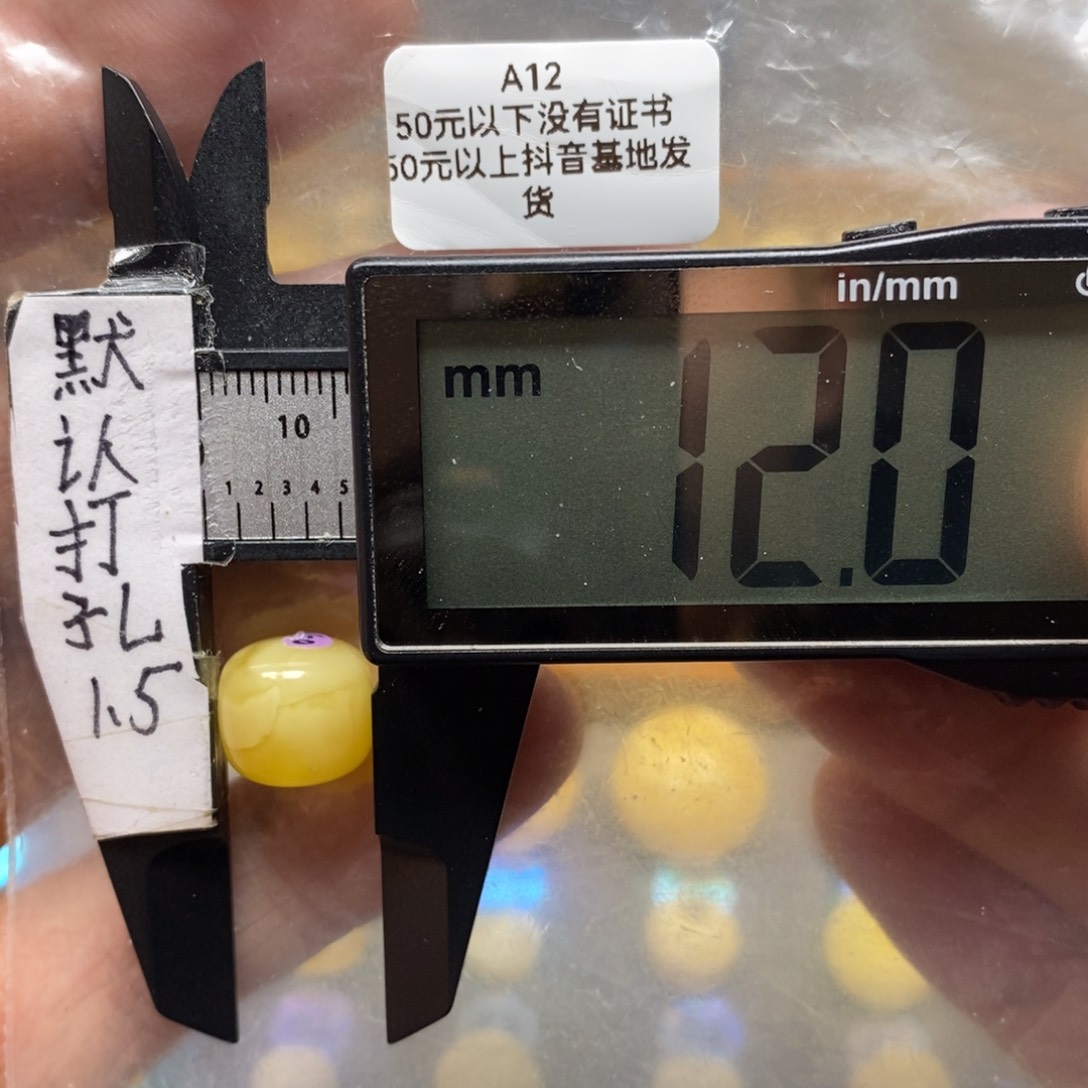 A12
50元以下没有证书
50元以上抖音基地发
货
in/mm
mm
12.0
默
认
打
孔
1.5
10
1 2 3 4 5